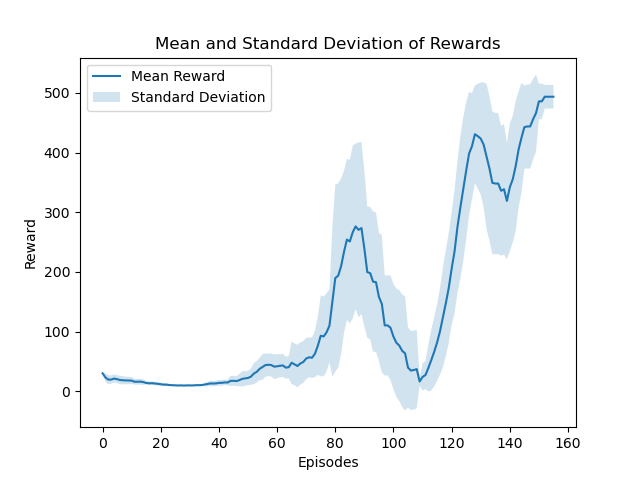 Mean and Standard Deviation of Rewards
Mean Reward
Standard Deviation
500
400
300
200
100
0
Reward
0 20 40 60 80 100 120 140 160
Episodes